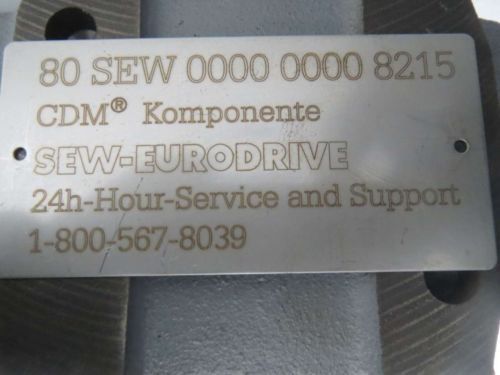 80 SEW 0000 0000 8215
CDM® Komponente
SEW-EURODRIVE
24h-Hour-Service and Support
1-800-567-8039